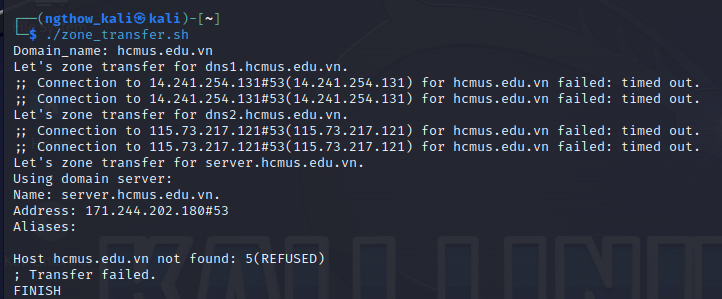 ┌──(ngthow_kali㉿kali)-[~]
└─$ ./zone_transfer.sh
Domain_name: hcmus.edu.vn
Let's zone transfer for dns1.hcmus.edu.vn.
;; Connection to 14.241.254.131#53(14.241.254.131) for hcmus.edu.vn failed: timed out.
;; Connection to 14.241.254.131#53(14.241.254.131) for hcmus.edu.vn failed: timed out.
Let's zone transfer for dns2.hcmus.edu.vn.
;; Connection to 115.73.217.121#53(115.73.217.121) for hcmus.edu.vn failed: timed out.
;; Connection to 115.73.217.121#53(115.73.217.121) for hcmus.edu.vn failed: timed out.
Let's zone transfer for server.hcmus.edu.vn.
Using domain server:
Name: server.hcmus.edu.vn.
Address: 171.244.202.180#53
Aliases:
Host hcmus.edu.vn not found: 5(REFUSED)
; Transfer failed.
FINISH